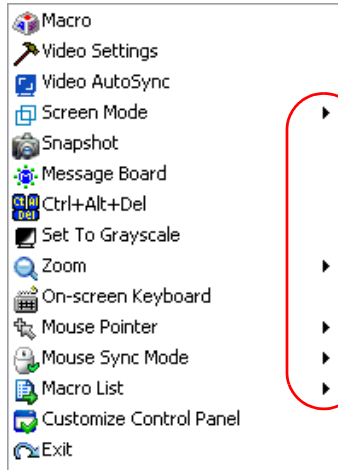 Macro
Video Settings
Video AutoSync
Screen Mode
Snapshot
Message Board
Ctrl+Alt+Del
Set To Grayscale
Zoom
On-screen Keyboard
Mouse Pointer
Mouse Sync Mode
Macro List
Customize Control Panel
Exit